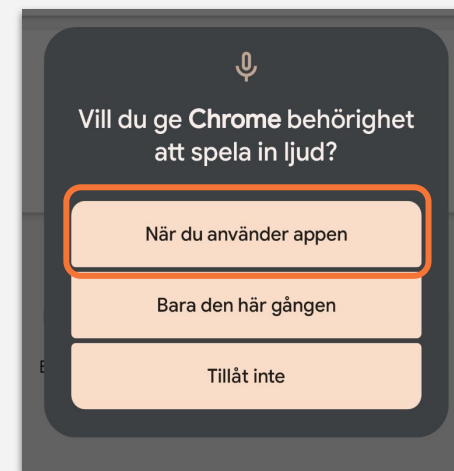 Vill du ge Chrome behörighet
att spela in ljud?
När du använder appen
Bara den här gången
Tillåt inte